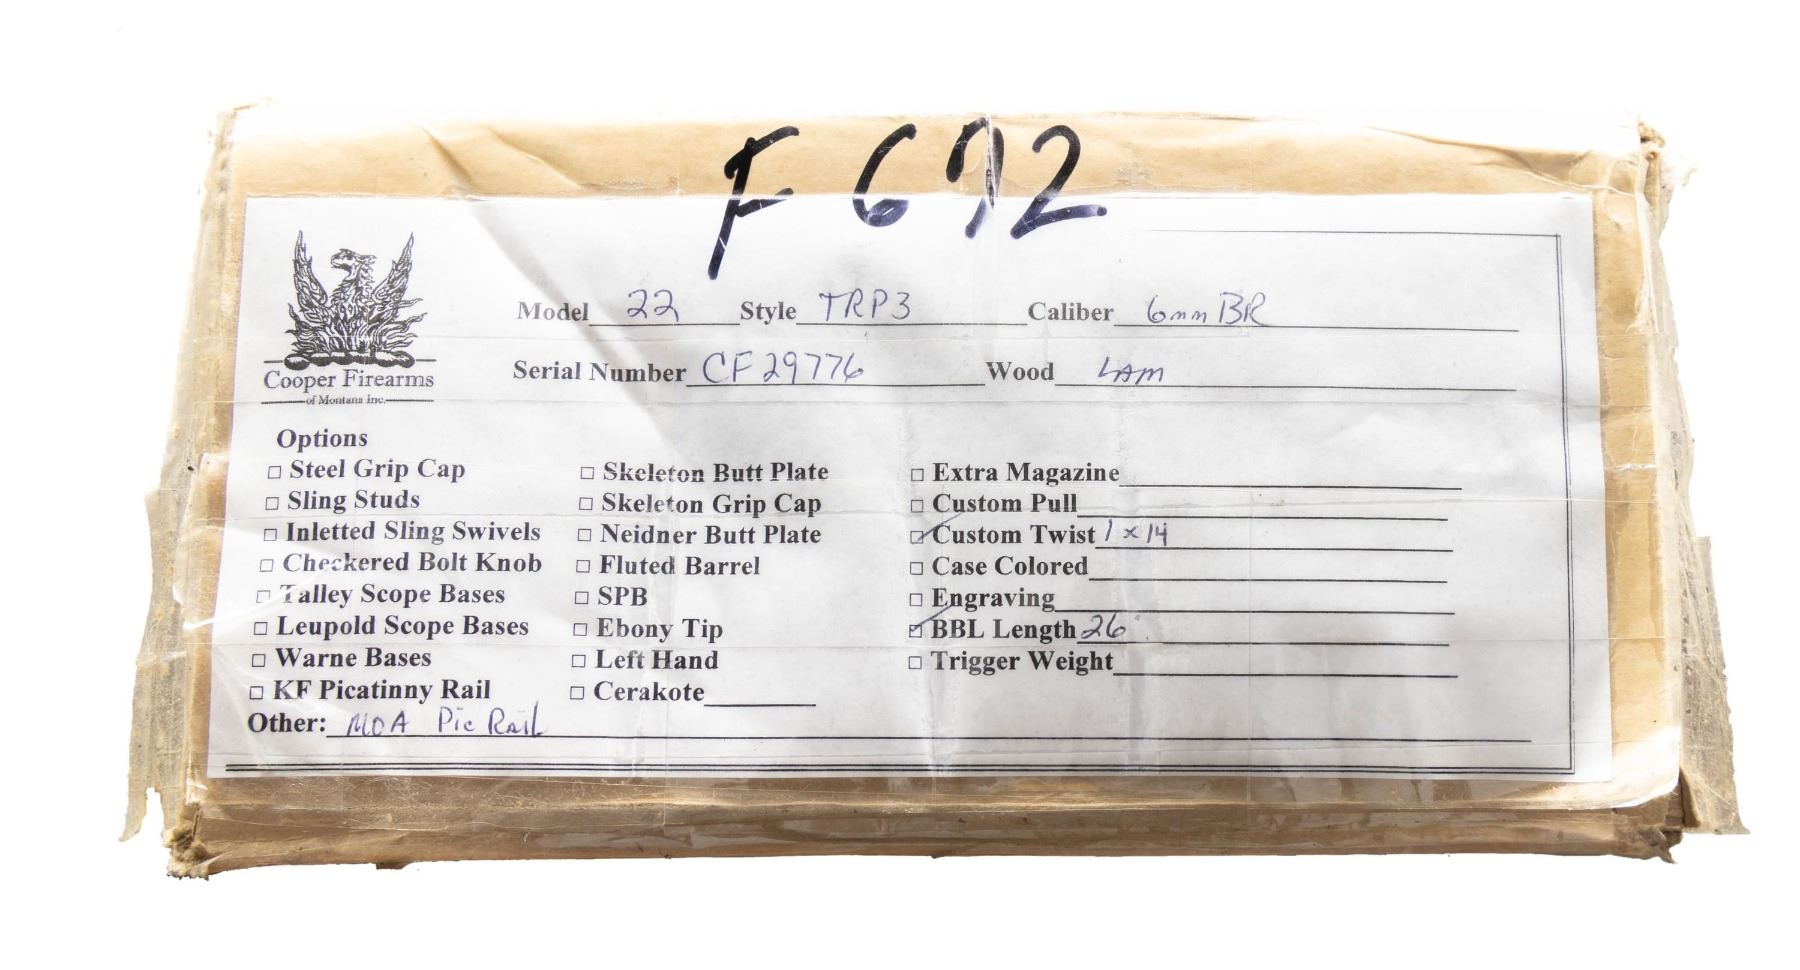 F 692
Model 22 Style TRP3 Caliber 6mm BR
Serial Number CF29776 Wood LAM
Cooper Firearms
of Montana Inc.
Options
□ Steel Grip Cap □ Skeleton Butt Plate □ Extra Magazine
□ Sling Studs □ Skeleton Grip Cap □ Custom Pull
□ Inletted Sling Swivels □ Neidner Butt Plate ☑ Custom Twist 1 x 14
□ Checkered Bolt Knob □ Fluted Barrel □ Case Colored
□ Talley Scope Bases □ SPB □ Engraving
□ Leupold Scope Bases □ Ebony Tip ☑ BBL Length 26"
□ Warne Bases □ Left Hand □ Trigger Weight
□ KF Picatinny Rail □ Cerakote
Other: MOA Pic Rail